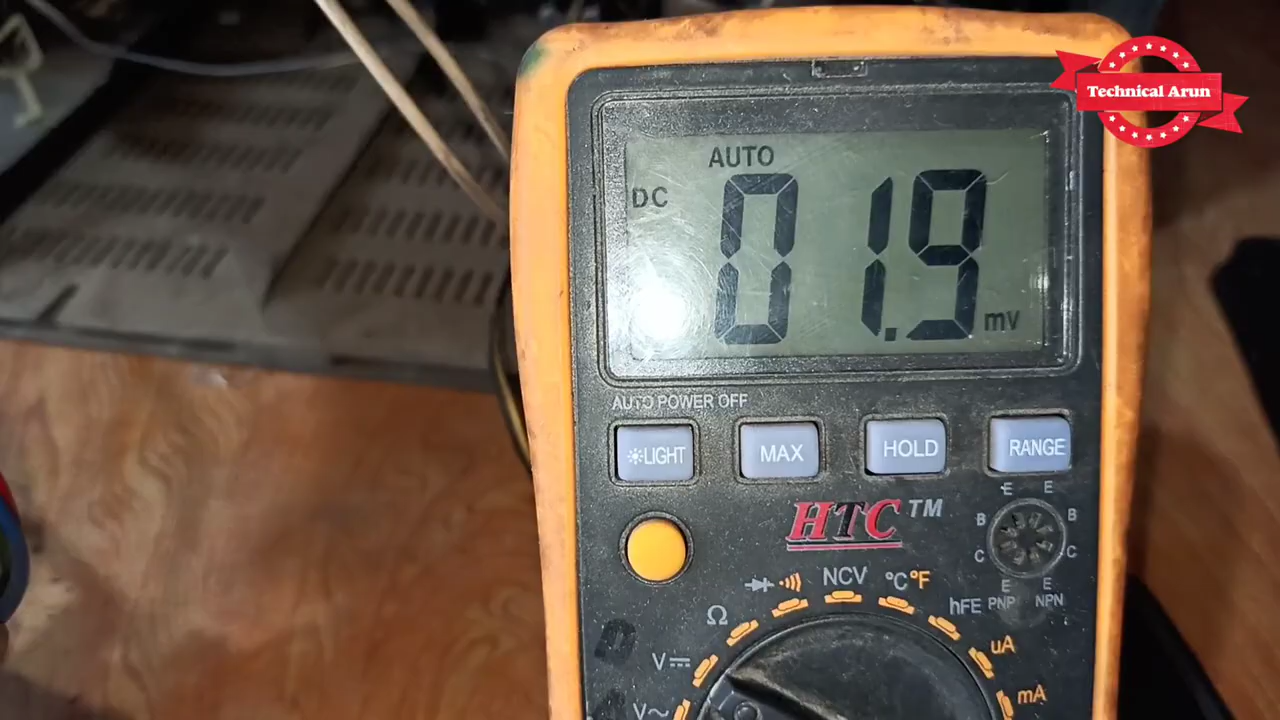 Technical Arun
AUTO
DC
01.9
mV
AUTO POWER OFF
LIGHT
MAX
HOLD
RANGE
HTC TM
E E
B B
C C
E E
PNP NPN
hFE
NCV
°C °F
Ω
uA
V
mA
V~